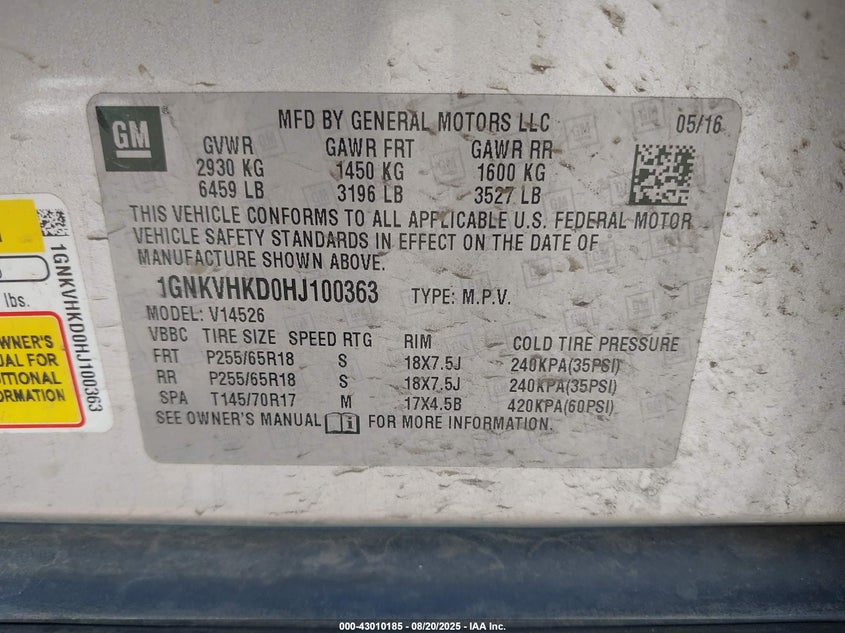 GM
MFD BY GENERAL MOTORS LLC 05/16
GVWR GAWR FRT GAWR RR
2930 KG 1450 KG 1600 KG
6459 LB 3196 LB 3527 LB
THIS VEHICLE CONFORMS TO ALL APPLICABLE U.S. FEDERAL MOTOR
VEHICLE SAFETY STANDARDS IN EFFECT ON THE DATE OF
MANUFACTURE SHOWN ABOVE.
1GNKVHKD0HJ100363 TYPE: M.P.V.
MODEL: V14526
VBBC TIRE SIZE SPEED RTG RIM COLD TIRE PRESSURE
FRT P255/65R18 S 18X7.5J 240KPA(35PSI)
RR P255/65R18 S 18X7.5J 240KPA(35PSI)
SPA T145/70R17 M 17X4.5B 420KPA(60PSI)
SEE OWNER'S MANUAL i FOR MORE INFORMATION.
lbs.
WNER'S
UAL FOR
DITIONAL
ORMATION
1GNKVHKD0HJ100363
000-43010185 - 08/20/2025 - IAA Inc.